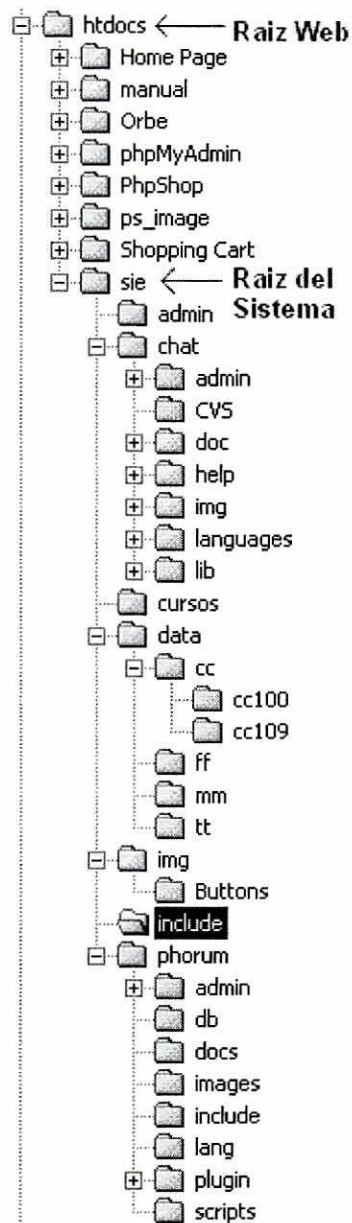 htdocs
Raiz Web
Home Page
manual
Orbe
phpMyAdmin
PhpShop
ps_image
Shopping Cart
sie
Raiz del
Sistema
admin
chat
admin
CVS
doc
help
img
languages
lib
cursos
data
cc
cc100
cc109
ff
mm
tt
img
Buttons
include
phorum
admin
db
docs
images
include
lang
plugin
scripts